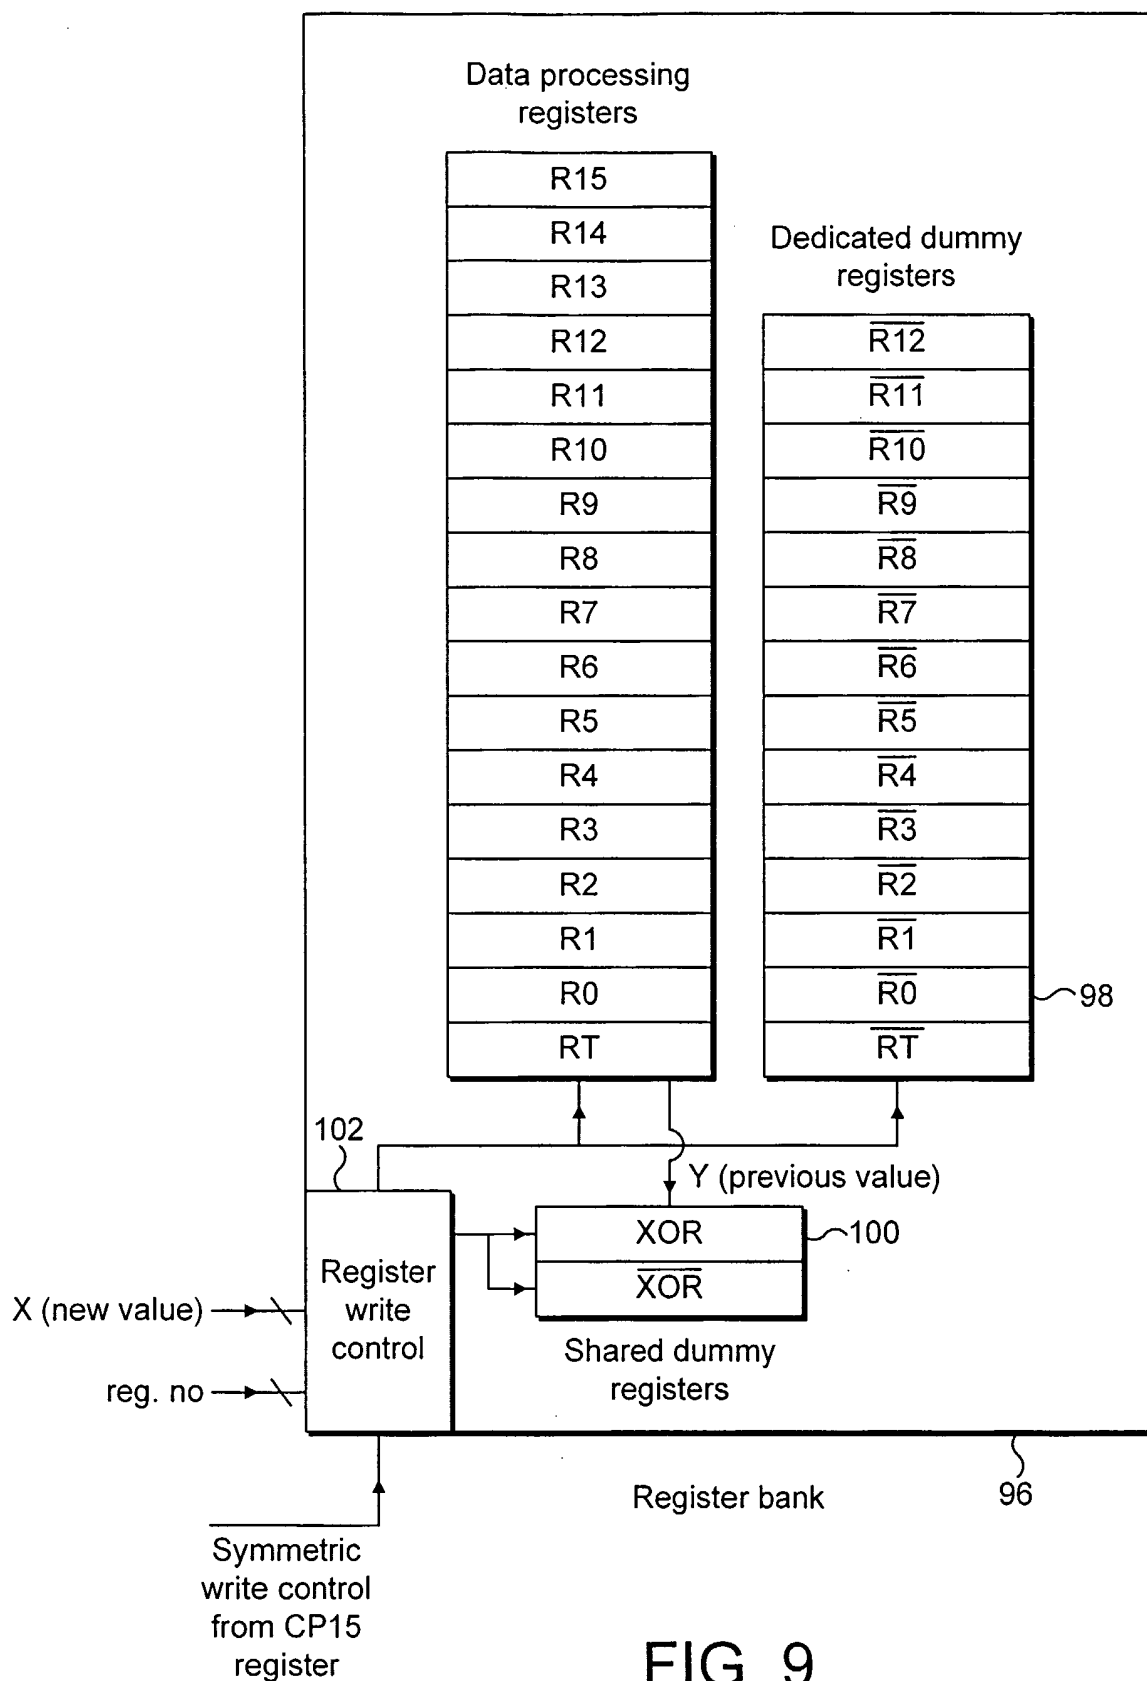 Data processing
registers
R15
R14
R13
R12
R11
R10
R9
R8
R7
R6
R5
R4
R3
R2
R1
R0
RT
Dedicated dummy
registers
R̅1̅2̅
R̅1̅1̅
R̅1̅0̅
R̅9̅
R̅8̅
R̅7̅
R̅6̅
R̅5̅
R̅4̅
R̅3̅
R̅2̅
R̅1̅
R̅0̅
R̅T̅
98
102
Y (previous value)
XOR
X̅O̅R̅
100
Shared dummy
registers
Register
write
control
X (new value)
reg. no
Register bank
96
Symmetric
write control
from CP15
register
FIG. 9